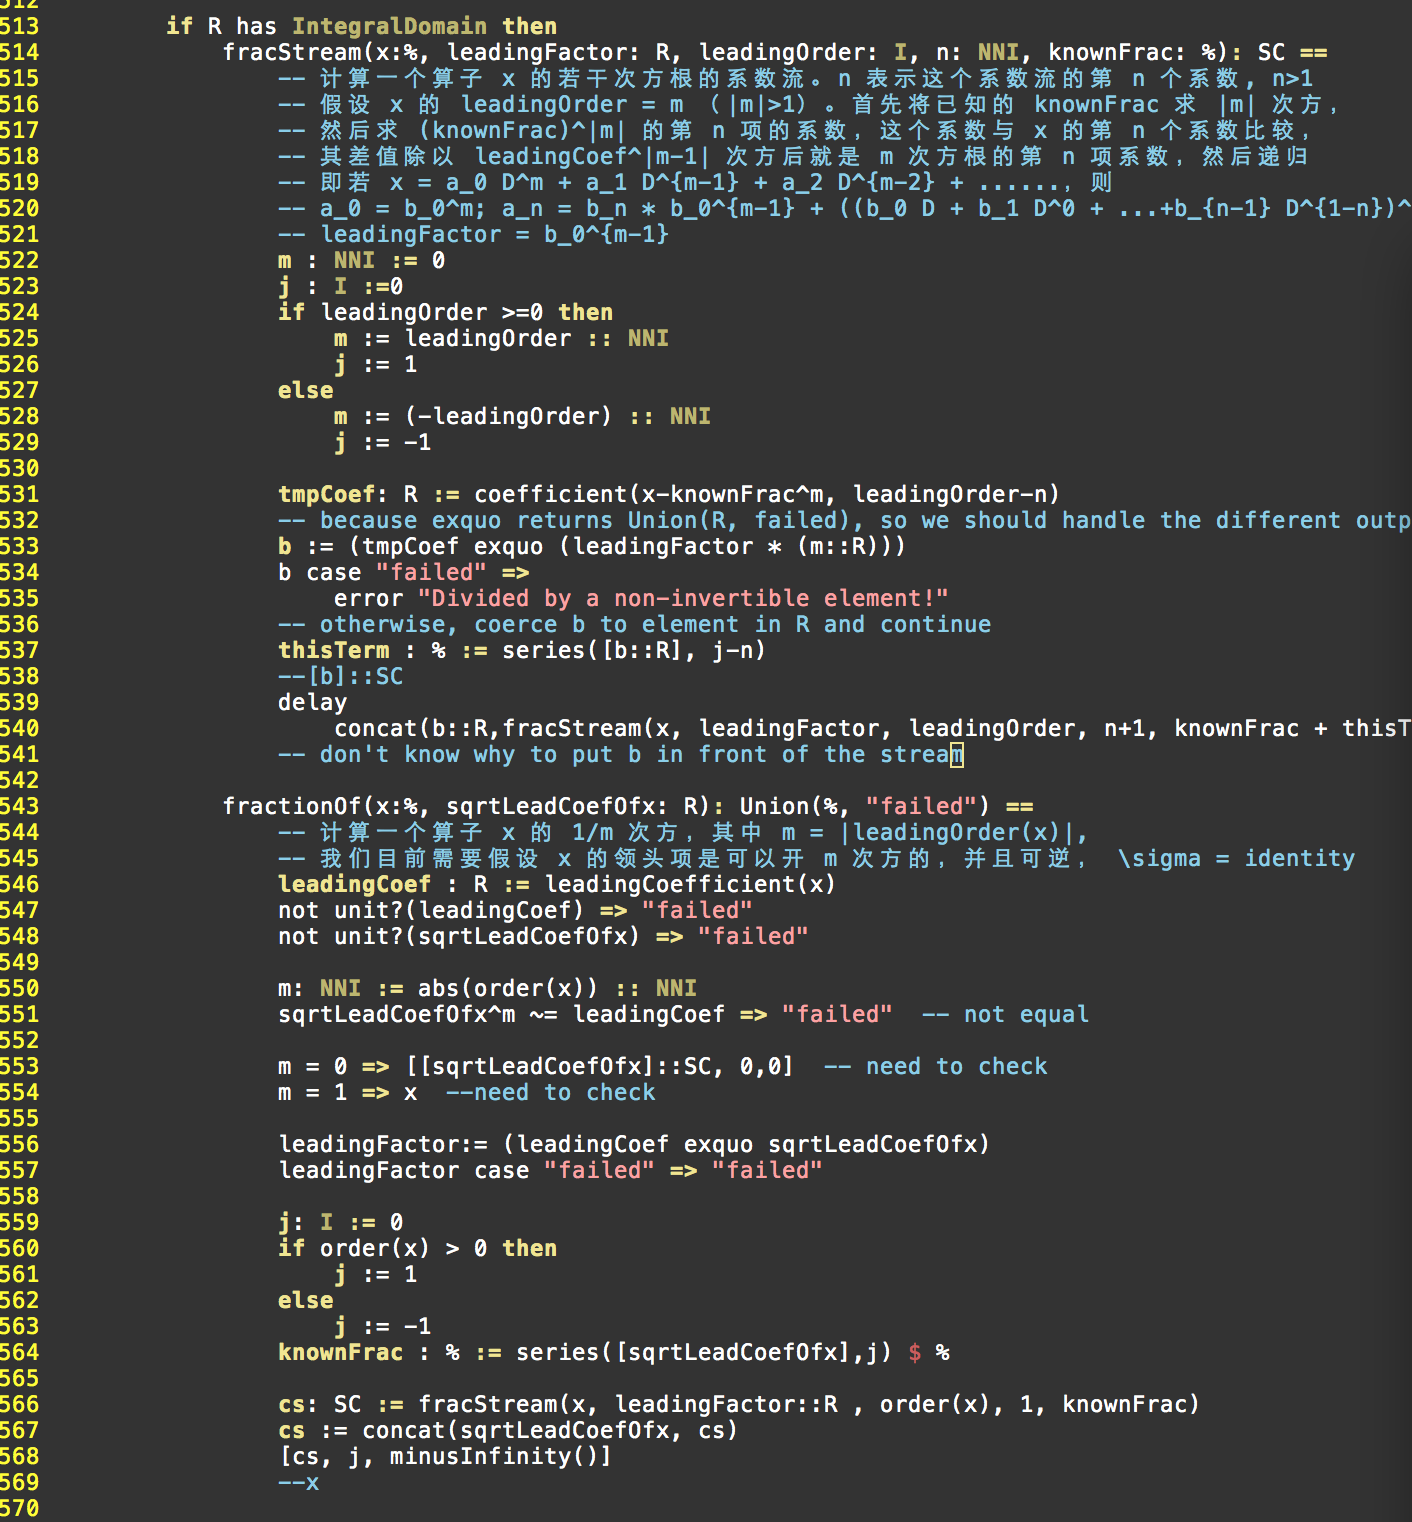 512
513 if R has IntegralDomain then
514 fracStream(x:%, leadingFactor: R, leadingOrder: I, n: NNI, knownFrac: %): SC ==
515 -- 计算一个算子 x 的若干次方根的系数流。n 表示这个系数流的第 n 个系数, n>1
516 -- 假设 x 的 leadingOrder = m （|m|>1）。首先将已知的 knownFrac 求 |m| 次方，
517 -- 然后求 (knownFrac)^|m| 的第 n 项的系数，这个系数与 x 的第 n 个系数比较，
518 -- 其差值除以 leadingCoef^|m-1| 次方后就是 m 次方根的第 n 项系数，然后递归
519 -- 即若 x = a_0 D^m + a_1 D^{m-1} + a_2 D^{m-2} + ......，则
520 -- a_0 = b_0^m; a_n = b_n * b_0^{m-1} + ((b_0 D + b_1 D^0 + ...+b_{n-1} D^{1-n})^
521 -- leadingFactor = b_0^{m-1}
522 m : NNI := 0
523 j : I :=0
524 if leadingOrder >=0 then
525 m := leadingOrder :: NNI
526 j := 1
527 else
528 m := (-leadingOrder) :: NNI
529 j := -1
530
531 tmpCoef: R := coefficient(x-knownFrac^m, leadingOrder-n)
532 -- because exquo returns Union(R, failed), so we should handle the different outp
533 b := (tmpCoef exquo (leadingFactor * (m::R)))
534 b case "failed" =>
535 error "Divided by a non-invertible element!"
536 -- otherwise, coerce b to element in R and continue
537 thisTerm : % := series([b::R], j-n)
538 --[b]::SC
539 delay
540 concat(b::R,fracStream(x, leadingFactor, leadingOrder, n+1, knownFrac + thisT
541 -- don't know why to put b in front of the stream
542
543 fractionOf(x:%, sqrtLeadCoefOfx: R): Union(%, "failed") ==
544 -- 计算一个算子 x 的 1/m 次方，其中 m = |leadingOrder(x)|,
545 -- 我们目前需要假设 x 的领头项是可以开 m 次方的，并且可逆， \sigma = identity
546 leadingCoef : R := leadingCoefficient(x)
547 not unit?(leadingCoef) => "failed"
548 not unit?(sqrtLeadCoefOfx) => "failed"
549
550 m: NNI := abs(order(x)) :: NNI
551 sqrtLeadCoefOfx^m ~= leadingCoef => "failed" -- not equal
552
553 m = 0 => [[sqrtLeadCoefOfx]::SC, 0,0] -- need to check
554 m = 1 => x --need to check
555
556 leadingFactor:= (leadingCoef exquo sqrtLeadCoefOfx)
557 leadingFactor case "failed" => "failed"
558
559 j: I := 0
560 if order(x) > 0 then
561 j := 1
562 else
563 j := -1
564 knownFrac : % := series([sqrtLeadCoefOfx],j) $ %
565
566 cs: SC := fracStream(x, leadingFactor::R , order(x), 1, knownFrac)
567 cs := concat(sqrtLeadCoefOfx, cs)
568 [cs, j, minusInfinity()]
569 --x
570